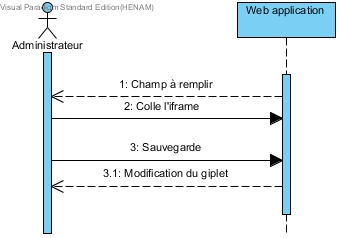 Visual Paradigm Standard Edition(HENAM)
Administrateur
Web application
1: Champ à remplir
2: Colle l'iframe
3: Sauvegarde
3.1: Modification du giplet